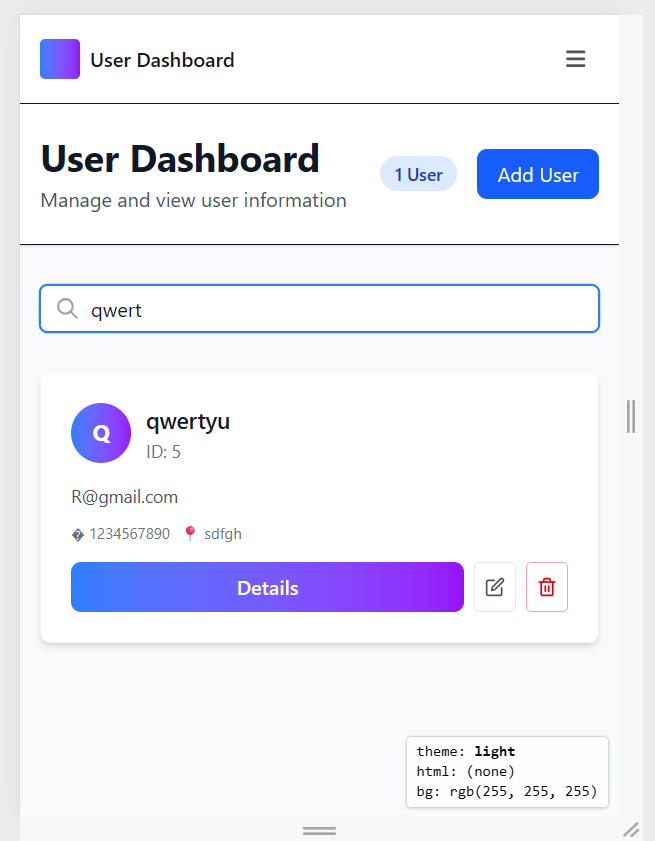 User Dashboard
User Dashboard
Manage and view user information
1 User
Add User
qwert
Q
qwertyu
ID: 5
R@gmail.com
� 1234567890 📍 sdfgh
Details
theme: light
html: (none)
bg: rgb(255, 255, 255)